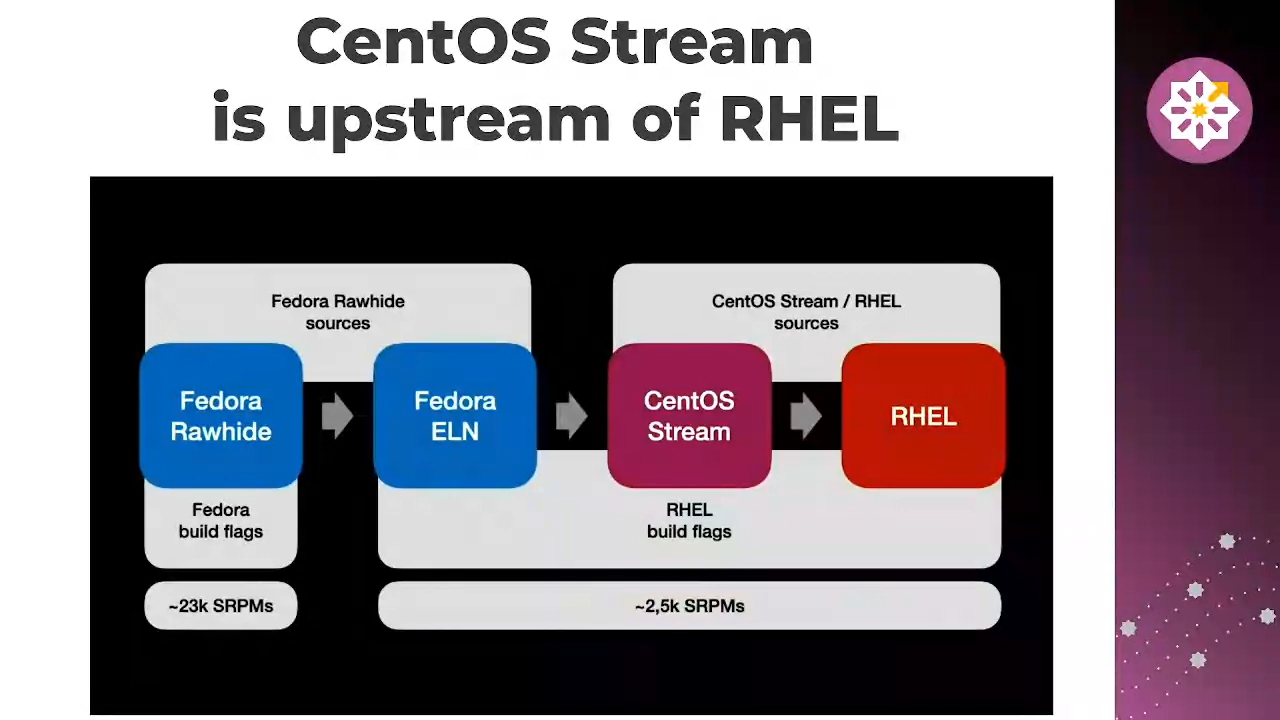 CentOS Stream
is upstream of RHEL
Fedora Rawhide
sources
CentOS Stream / RHEL
sources
Fedora
Rawhide
Fedora
ELN
CentOS
Stream
RHEL
Fedora
build flags
RHEL
build flags
~23k SRPMs
~2,5k SRPMs